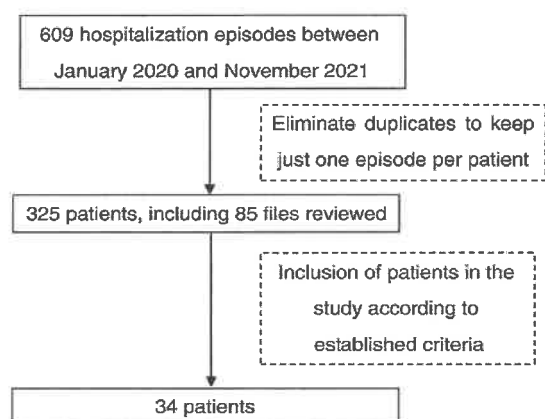 609 hospitalization episodes between
January 2020 and November 2021
Eliminate duplicates to keep
just one episode per patient
325 patients, including 85 files reviewed
Inclusion of patients in the
study according to
established criteria
34 patients